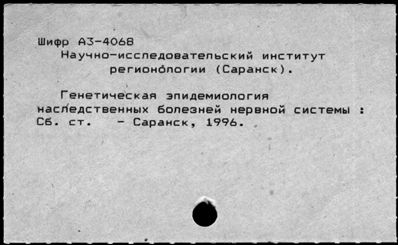 Шифр А3-4068
Научно-исследовательский институт
регионологии (Саранск).
Генетическая эпидемиология
наследственных болезней нервной системы :
Сб. ст. - Саранск, 1996.